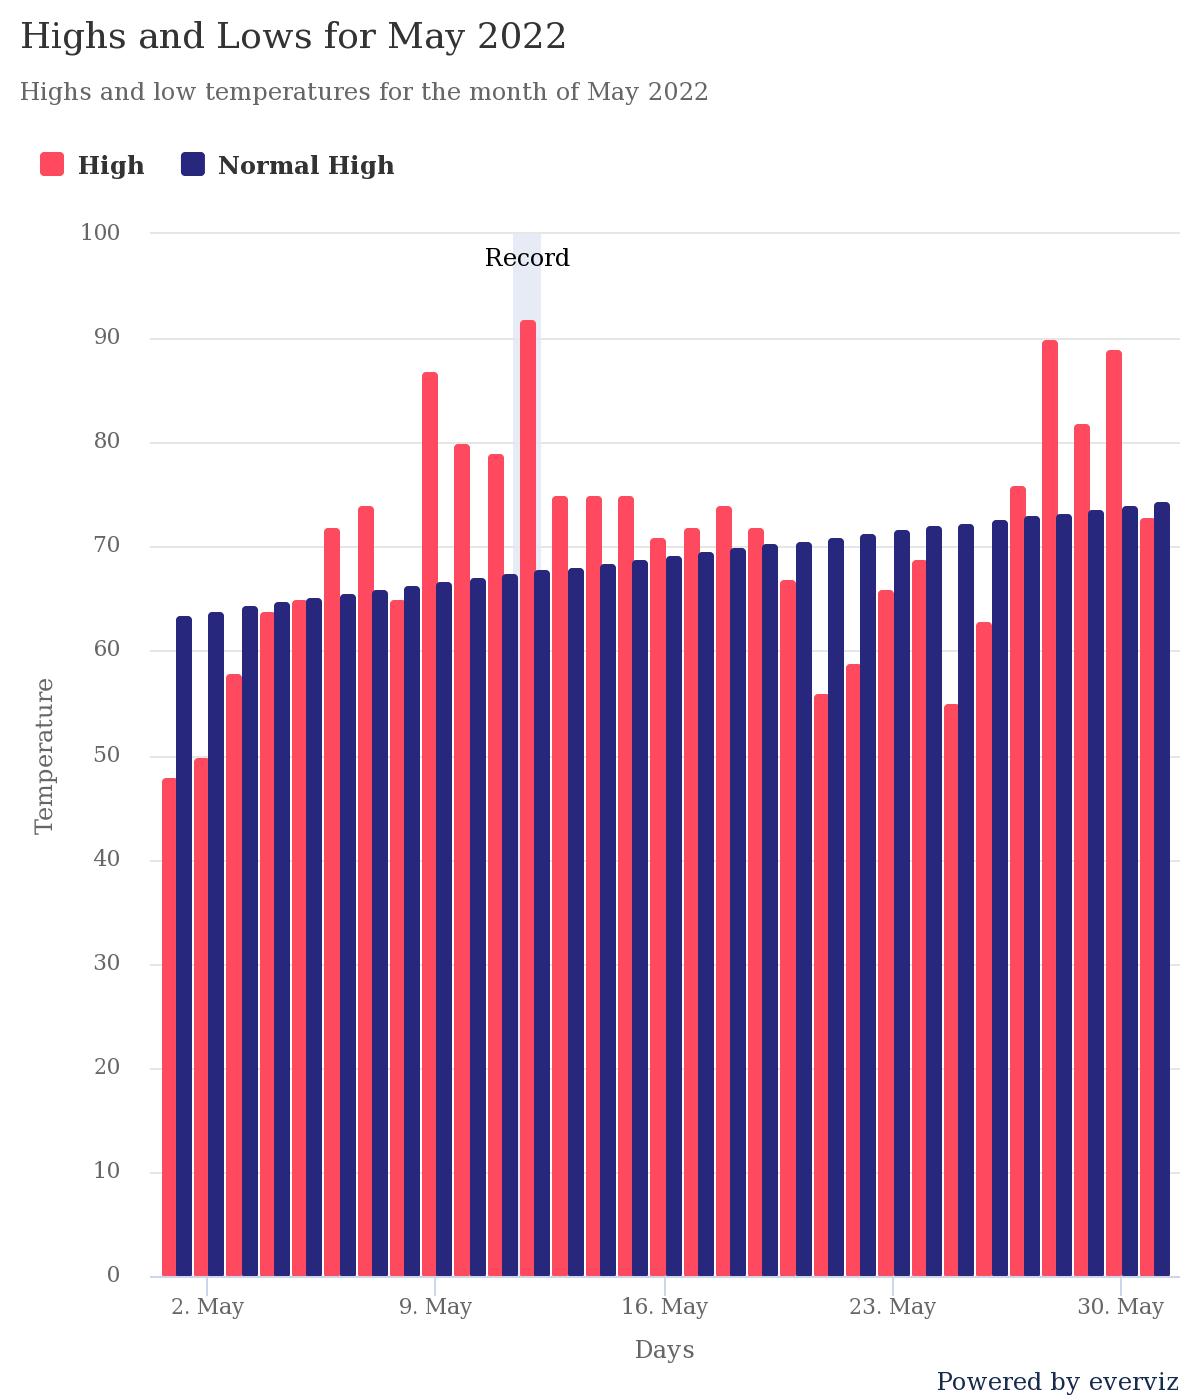 Highs and Lows for May 2022
Highs and low temperatures for the month of May 2022
High
Normal High
100
Record
90
80
70
60
50
40
30
20
10
0
Temperature
2. May
9. May
16. May
23. May
30. May
Days
Powered by everviz